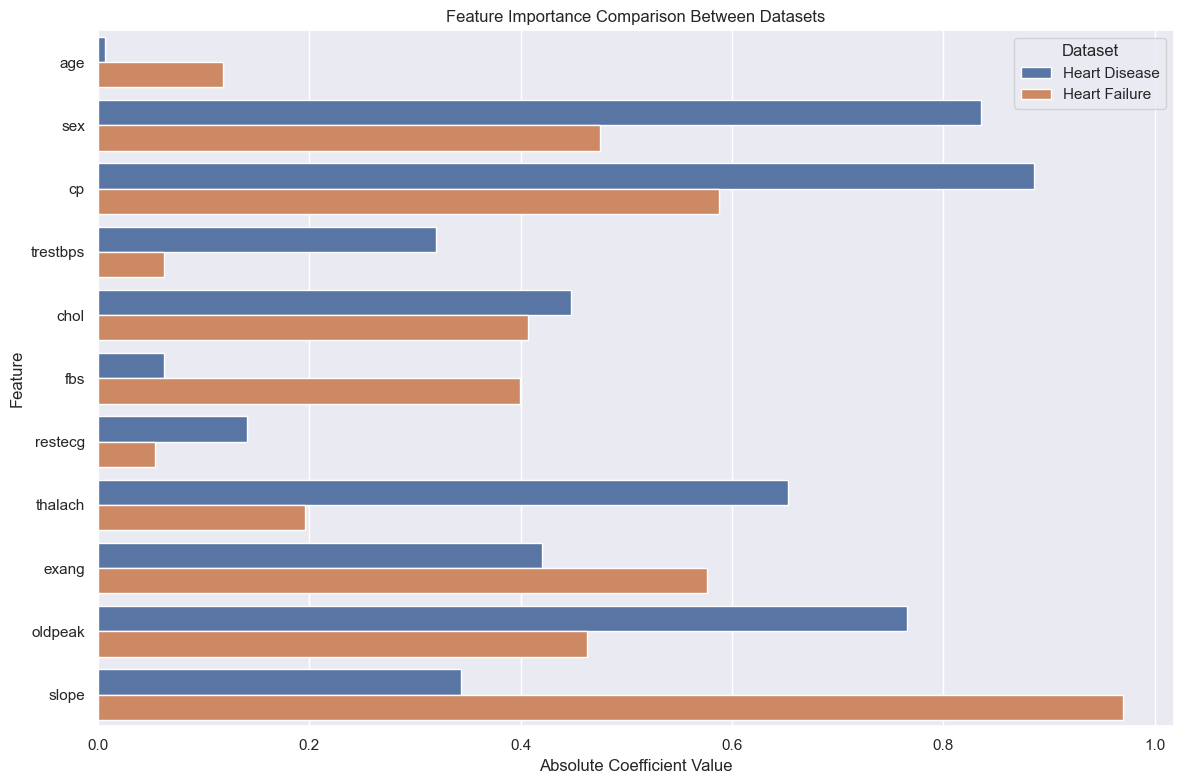 Feature Importance Comparison Between Datasets
Dataset
Heart Disease
Heart Failure
Feature
age
sex
cp
trestbps
chol
fbs
restecg
thalach
exang
oldpeak
slope
0.0 0.2 0.4 0.6 0.8 1.0
Absolute Coefficient Value